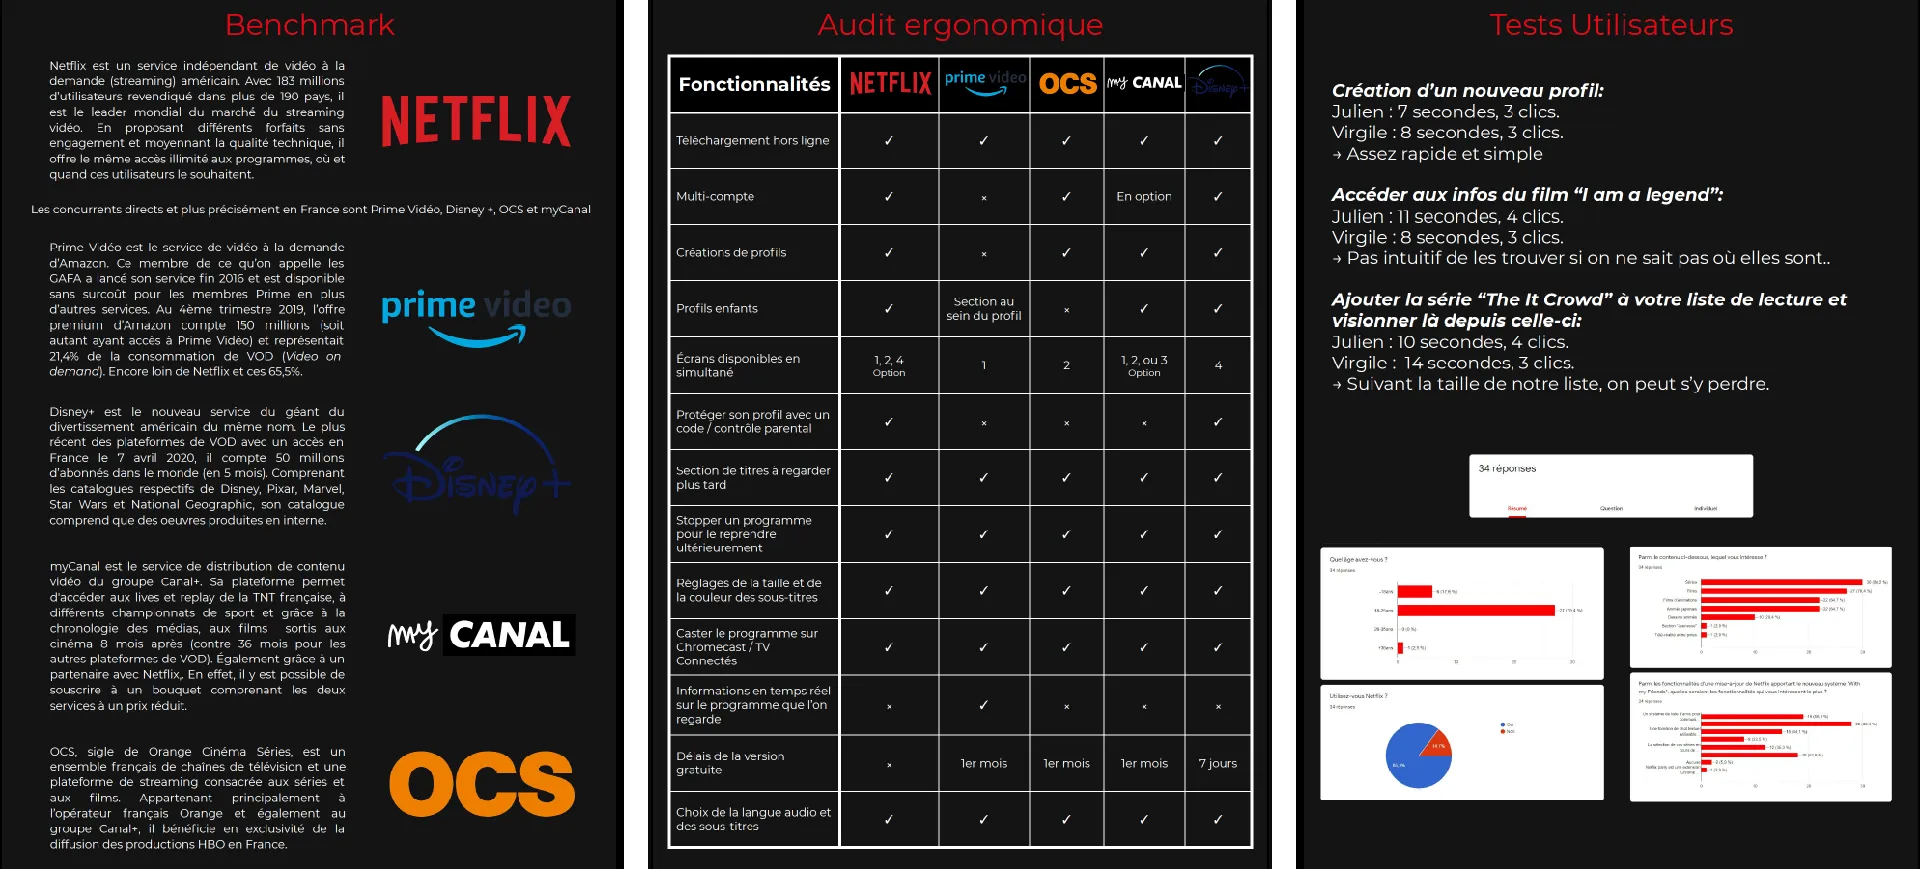 Benchmark
Netflix est un service indépendant de vidéo à la
demande (streaming) américain. Avec 183 millions
d'utilisateurs revendiqué dans plus de 190 pays, il
est le leader mondial du marché du streaming
vidéo. En proposant différents forfaits sans
engagement et moyennant la qualité technique, il
offre le même accès illimité aux programmes, où et
quand ces utilisateurs le souhaitent.
NETFLIX
Les concurrants directs et plus précisément en France sont Prime Vidéo, Disney +, OCS et myCanal
Prime Vidéo est le service de vidéo à la demande
d'Amazon. Ce membre de ce qu'on appelle les
GAFA a lancé son service fin 2016 et est disponible
sans surcoût pour les membres Prime en plus
d'autres services. Au 4ème trimestre 2019, l'offre
premium d'Amazon compte 150 millions (soit
autant ayant accès à Prime Vidéo) et représentait
21,4% de la consommation de VOD (Video on
demand). Encore loin de Netflix et ces 65,5%.
prime video
Disney+ est le nouveau service du géant du
divertissement américain du même nom. Le plus
récent des plateformes de VOD avec un accès en
France le 7 avril 2020, il compte 50 millions
d'abonnés dans le monde (en 5 mois). Comprenant
les catalogues respectifs de Disney, Pixar, Marvel,
Star Wars et National Geographic, son catalogue
comprend que des oeuvres produites en interne.
Disney+
myCanal est le service de distribution de contenu
vidéo du groupe Canal+. Sa plateforme permet
d'accéder aux lives et replay de la TNT française, à
différents championnats de sport et grâce à la
chronologie des médias, aux films sortis aux
cinéma 8 mois après (contre 36 mois pour les
autres plateformes de VOD). Également grâce à un
partenaire avec Netflix,. En effet, il y est possible de
souscrire à un bouquet comprenant les deux
services à un prix réduit.
my CANAL
OCS, sigle de Orange Cinéma Séries, est un
ensemble français de chaînes de télévision et une
plateforme de streaming consacrée aux séries et
aux films. Appartenant principalement à
l'opérateur français Orange et également au
groupe Canal+, il bénéficie en exclusivité de la
diffusion des productions HBO en France.
OCS
Audit ergonomique
Fonctionnalités NETFLIX prime video OCS my CANAL Disney+
Téléchargement hors ligne ✓ ✓ ✓ ✓ ✓
Multi-compte ✓ × ✓ En option ✓
Créations de profils ✓ × ✓ ✓ ✓
Profils enfants ✓ Section au sein du profil × ✓ ✓
Écrans disponibles en
simultané 1, 2, 4 Option 1 2 1, 2, ou 3 Option 4
Protéger son profil avec un
code / contrôle parental ✓ × × × ✓
Section de titres à regarder
plus tard ✓ ✓ ✓ ✓ ✓
Stopper un programme
pour le reprendre
ultérieurement ✓ ✓ ✓ ✓ ✓
Réglages de la taille et de
la couleur des sous-titres ✓ ✓ ✓ ✓ ✓
Caster le programme sur
Chromecast / TV
Connectés ✓ ✓ ✓ ✓ ✓
Informations en temps réel
sur le programme que l'on
regarde × ✓ × × ×
Délais de la version
gratuite × 1er mois 1er mois 1er mois 7 jours
Choix de la langue audio et
des sous-titres ✓ ✓ ✓ ✓ ✓
Tests Utilisateurs
Création d'un nouveau profil:
Julien : 7 secondes, 3 clics.
Virgile : 8 secondes, 3 clics.
→ Assez rapide et simple
Accéder aux infos du film “I am a legend”:
Julien : 11 secondes, 4 clics.
Virgile : 8 secondes, 3 clics.
→ Pas intuitif de les trouver si on ne sait pas où elles sont..
Ajouter la série “The It Crowd” à votre liste de lecture et
visionner là depuis celle-ci:
Julien : 10 secondes, 4 clics.
Virgile : 14 secondes, 3 clics.
→ Suivant la taille de notre liste, on peut s'y perdre.
34 réponses
Résumé Question Individuel
Quel âge avez-vous ?
34 réponses
Utilisez-vous Netflix ?
34 réponses
Oui
Non
Parmi le contenu ci-dessous, lequel vous intéresse ?
34 réponses
Séries
Films
Films d'animations
Animés japonais
Dessins animés
34 réponses